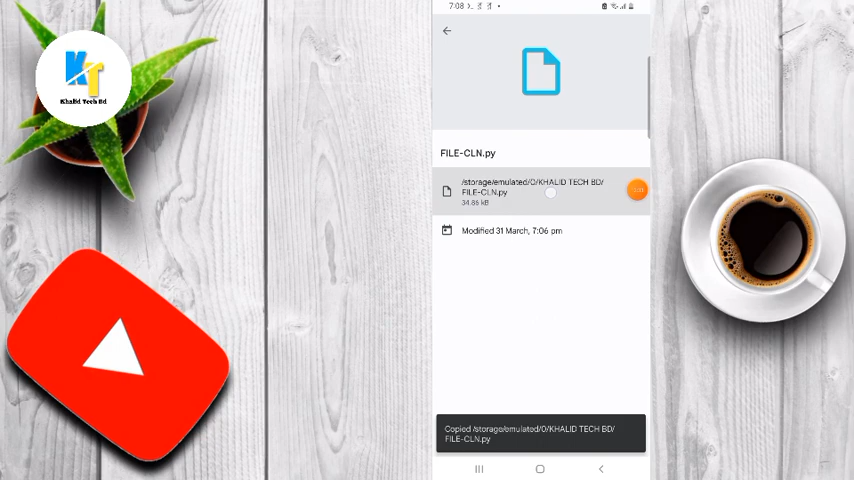 KT
Khalid Tech Bd
7:08
FILE-CLN.py
/storage/emulated/0/KHALID TECH BD/
FILE-CLN.py
34.86 kB
Modified 31 March, 7:06 pm
Copied /storage/emulated/0/KHALID TECH BD/
FILE-CLN.py